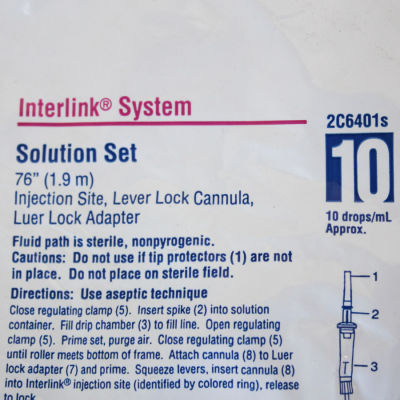 Interlink® System
2C6401s
Solution Set
10
76" (1.9 m)
Injection Site, Lever Lock Cannula,
Luer Lock Adapter
10 drops/mL
Approx.
Fluid path is sterile, nonpyrogenic.
Cautions: Do not use if tip protectors (1) are not
in place. Do not place on sterile field.
Directions: Use aseptic technique
Close regulating clamp (5). Insert spike (2) into solution
container. Fill drip chamber (3) to fill line. Open regulating
clamp (5). Prime set, purge air. Close regulating clamp (5)
until roller meets bottom of frame. Attach cannula (8) to Luer
lock adapter (7) and prime. Squeeze levers, insert cannula (8)
into Interlink® injection site (identified by colored ring), release
to lock.
1
2
3